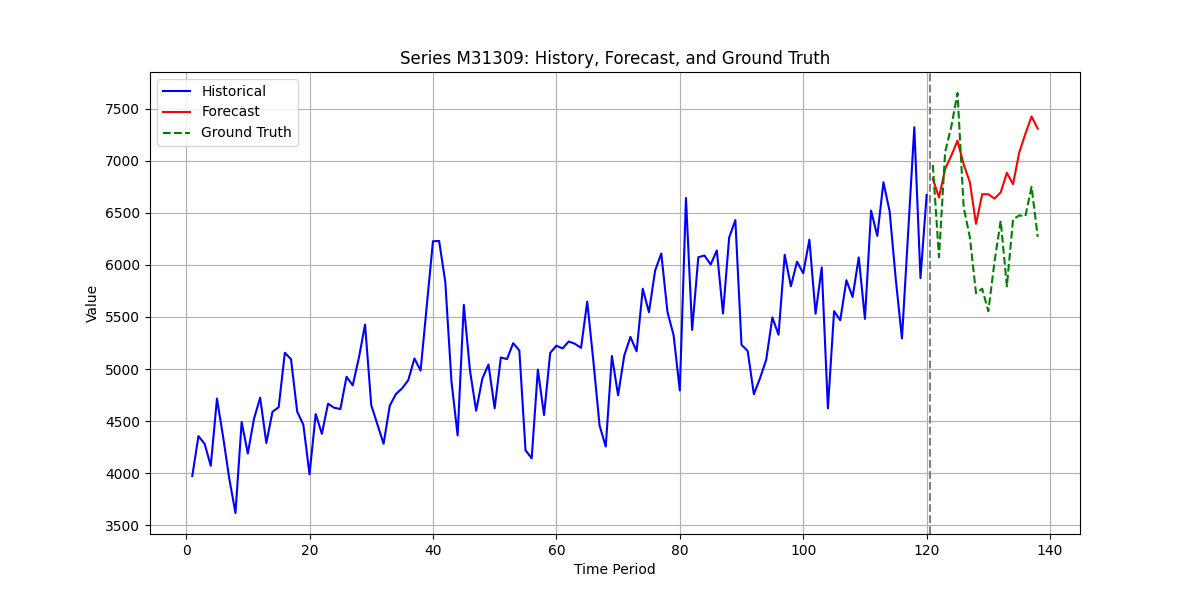 Series M31309: History, Forecast, and Ground Truth
Historical
Forecast
Ground Truth
7500
7000
6500
6000
5500
5000
4500
4000
3500
Value
0 20 40 60 80 100 120 140
Time Period